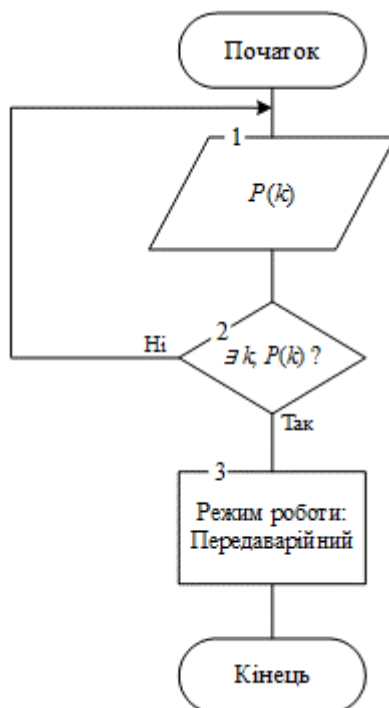 Початок
1
P(k)
2
∃ k, P(k) ?
Ні
Так
3
Режим роботи:
Передаварійний
Кінець